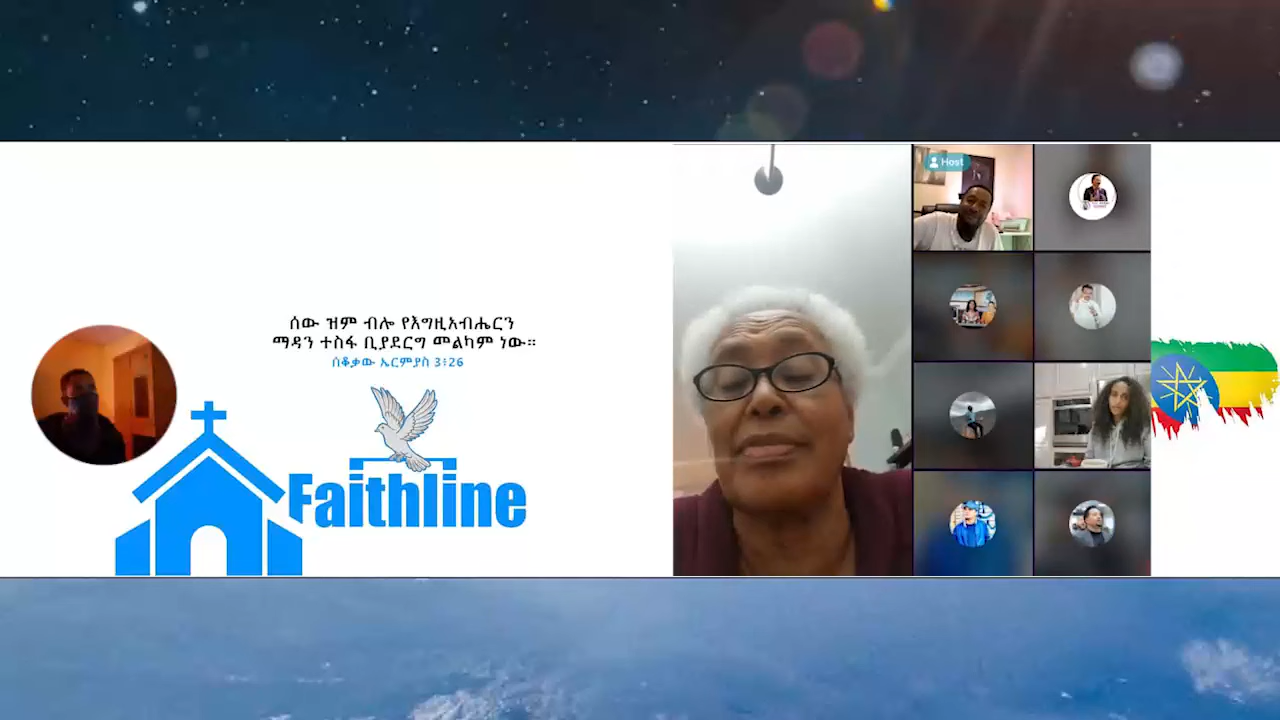 ሰው ዝም ብሎ የእግዚአብሔርን
ማዳን ተስፋ ቢያደርግ መልካም ነው።
ሰቆቃው ኤርምያስ 3፥26
Faithline
Host